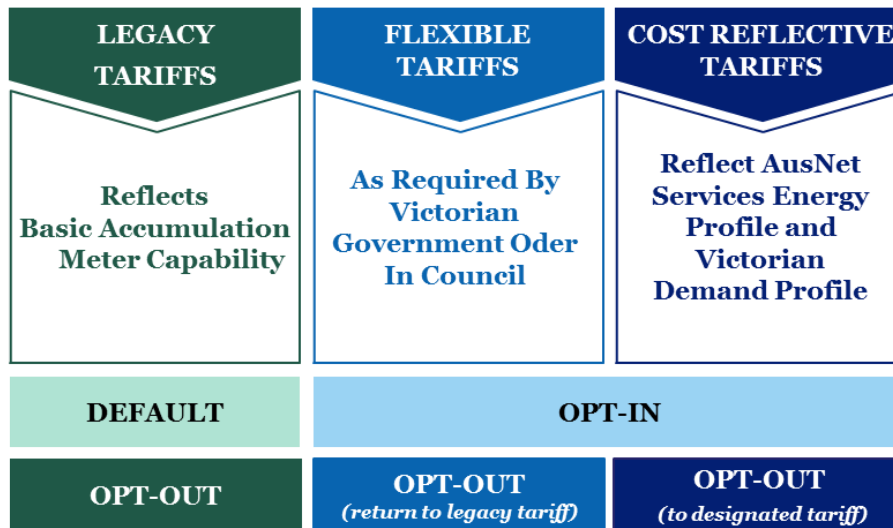 LEGACY
TARIFFS
Reflects
Basic Accumulation
Meter Capability
FLEXIBLE
TARIFFS
As Required By
Victorian
Government Oder
In Council
COST REFLECTIVE
TARIFFS
Reflect AusNet
Services Energy
Profile and
Victorian
Demand Profile
DEFAULT
OPT-IN
OPT-OUT
OPT-OUT
(return to legacy tariff)
OPT-OUT
(to designated tariff)